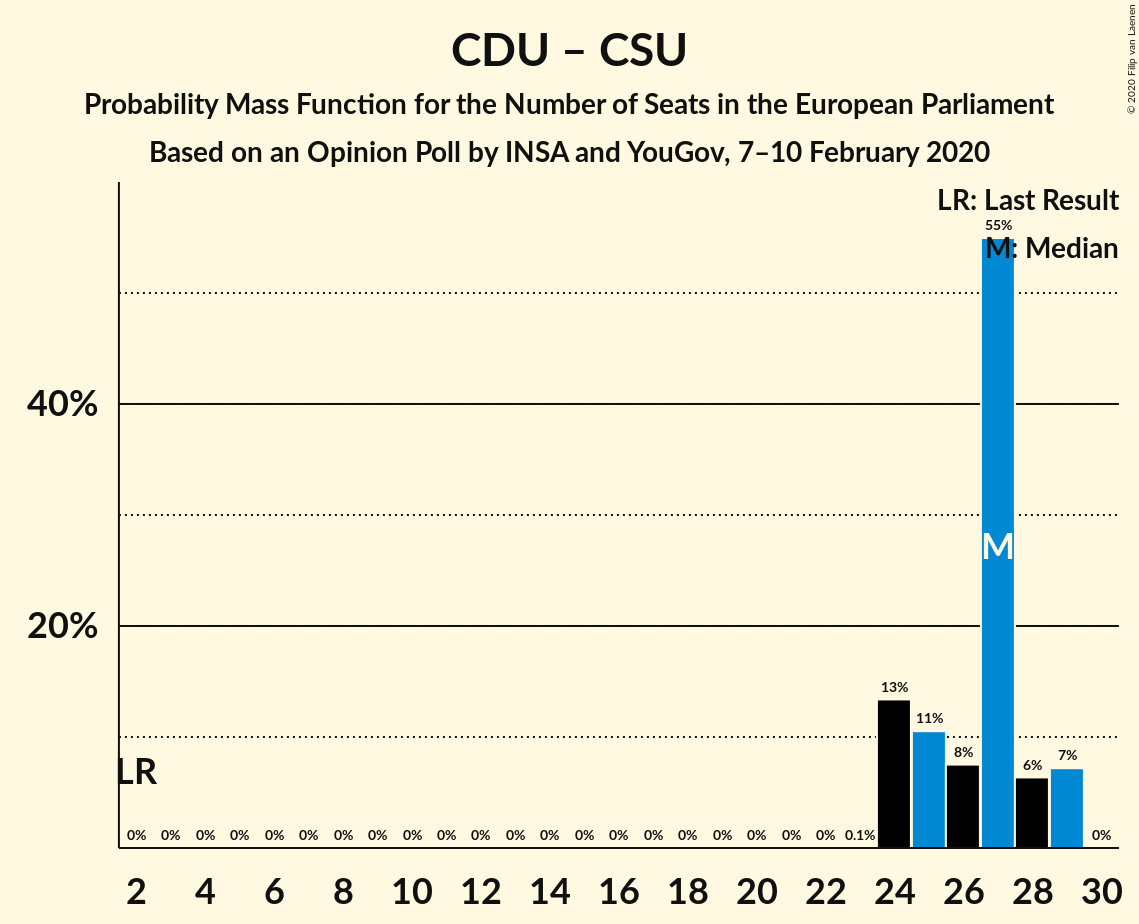 CDU – CSU
Probability Mass Function for the Number of Seats in the European Parliament
Based on an Opinion Poll by INSA and YouGov, 7–10 February 2020
© 2020 Filip van Laenen
LR: Last Result
55%
M: Median
40%
M
20%
13%
11%
8%
6%
7%
LR
0% 0% 0% 0% 0% 0% 0% 0% 0% 0% 0% 0% 0% 0% 0% 0% 0% 0% 0% 0% 0% 0.1% 0%
2 4 6 8 10 12 14 16 18 20 22 24 26 28 30